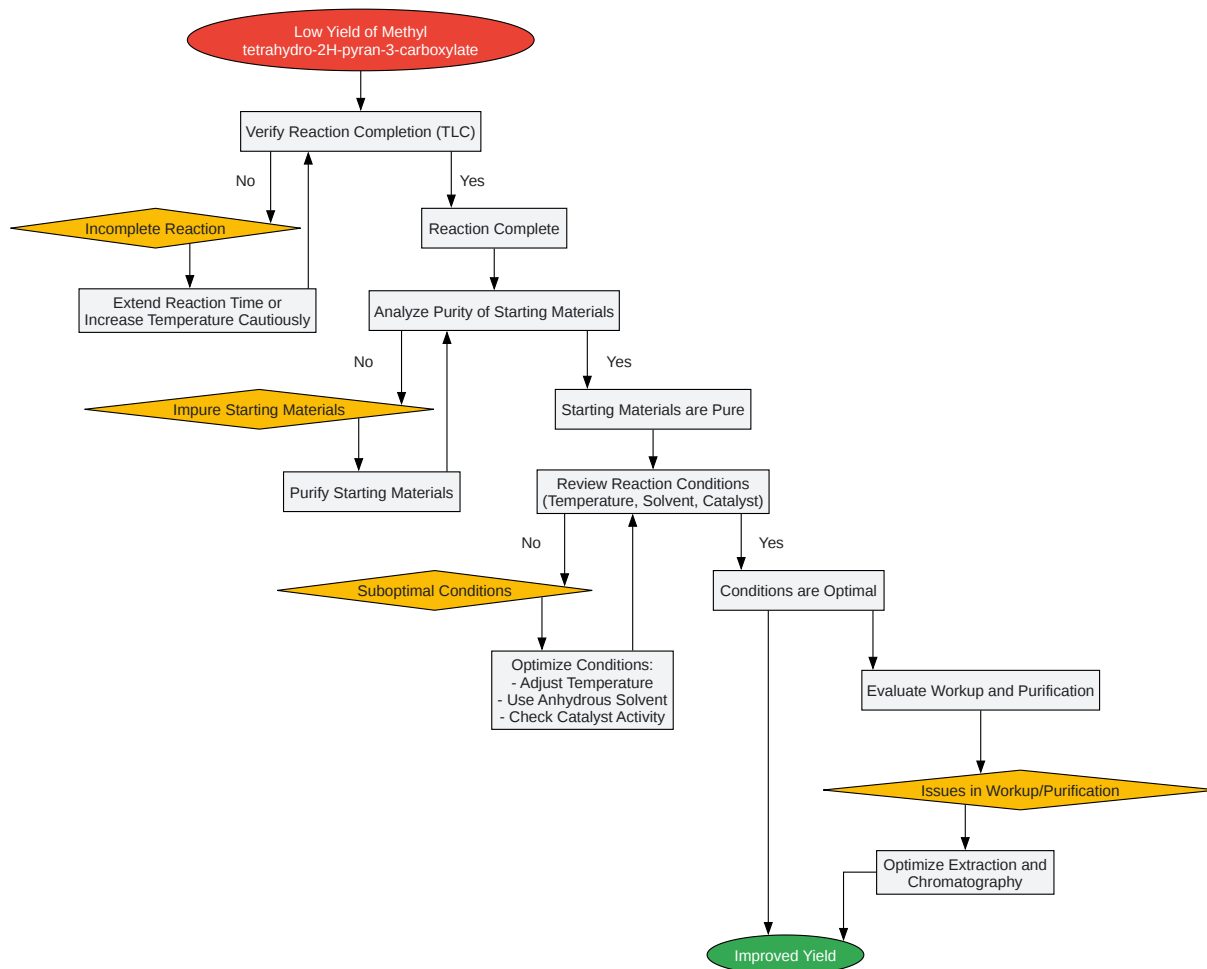 Low Yield of Methyl
tetrahydro-2H-pyran-3-carboxylate
Verify Reaction Completion (TLC)
No
Yes
Incomplete Reaction
Reaction Complete
Extend Reaction Time or
Increase Temperature Cautiously
Analyze Purity of Starting Materials
No
Yes
Impure Starting Materials
Starting Materials are Pure
Purify Starting Materials
Review Reaction Conditions
(Temperature, Solvent, Catalyst)
No
Yes
Suboptimal Conditions
Conditions are Optimal
Optimize Conditions:
- Adjust Temperature
- Use Anhydrous Solvent
- Check Catalyst Activity
Evaluate Workup and Purification
Issues in Workup/Purification
Optimize Extraction and
Chromatography
Improved Yield